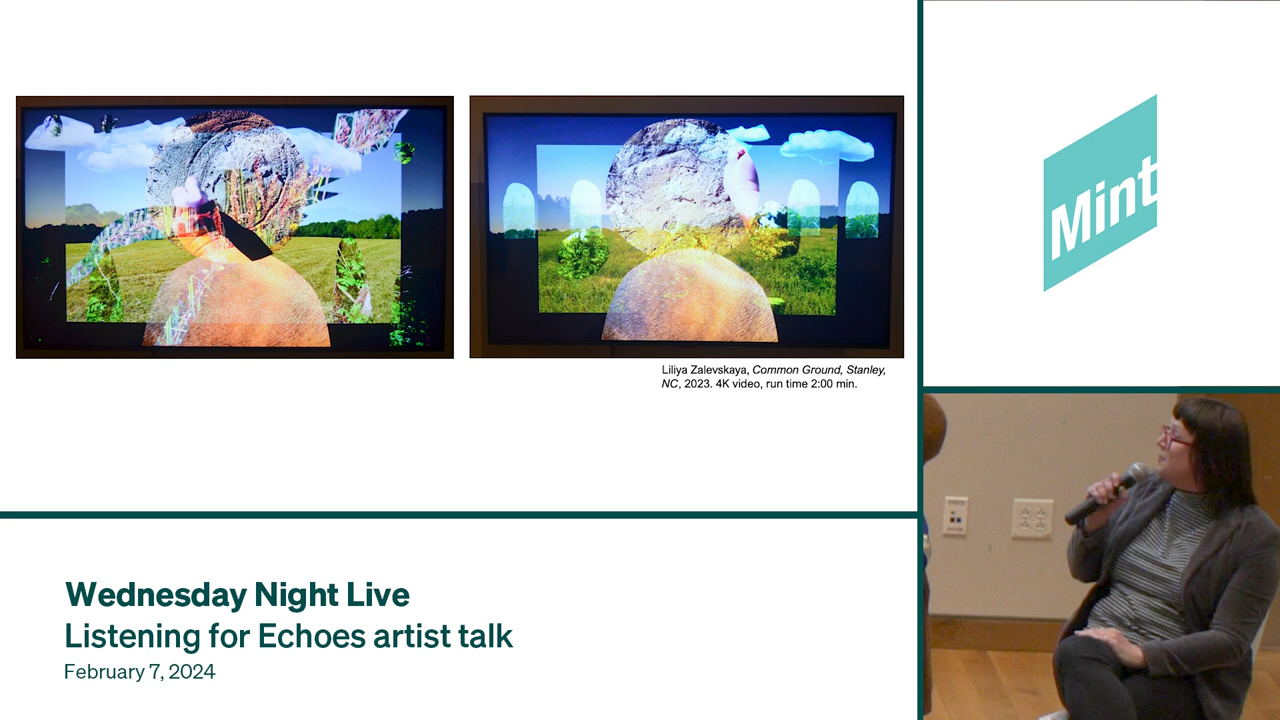 Liliya Zalevskaya, Common Ground, Stanley,
NC, 2023. 4K video, run time 2:00 min.
Mint
Wednesday Night Live
Listening for Echoes artist talk
February 7, 2024